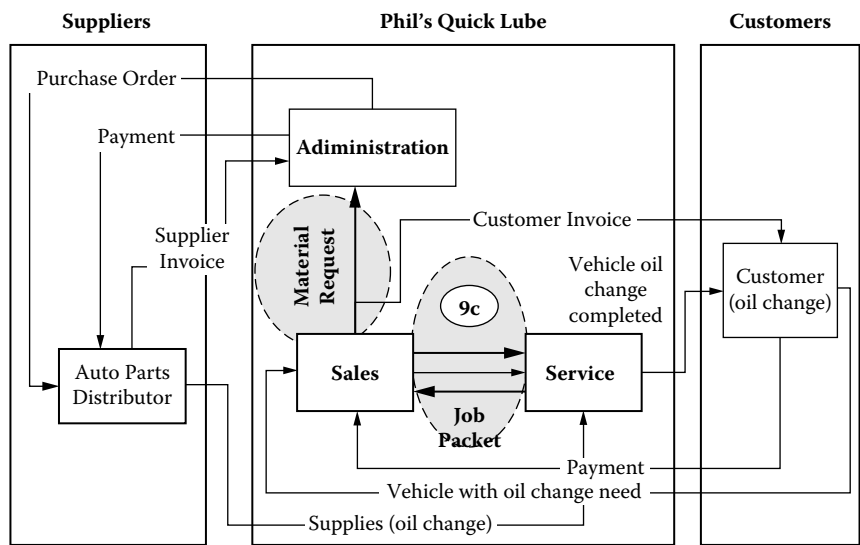 Suppliers
Phil's Quick Lube
Customers
Purchase Order
Payment
Adiministration
Supplier
Invoice
Material
Request
Customer Invoice
Vehicle oil
change
completed
Customer
(oil change)
9c
Auto Parts
Distributor
Sales
Service
Job
Packet
Payment
Vehicle with oil change need
Supplies (oil change)